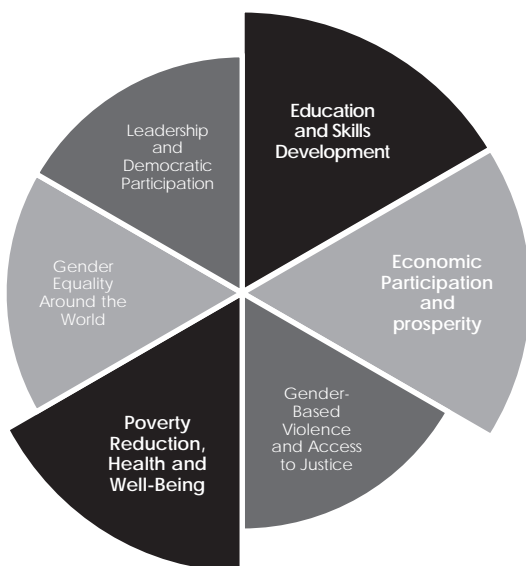 Education
and Skills
Development
Economic
Participation
and
prosperity
Gender-
Based
Violence
and Access
to Justice
Poverty
Reduction,
Health and
Well-Being
Gender
Equality
Around the
World
Leadership
and
Democratic
Participation